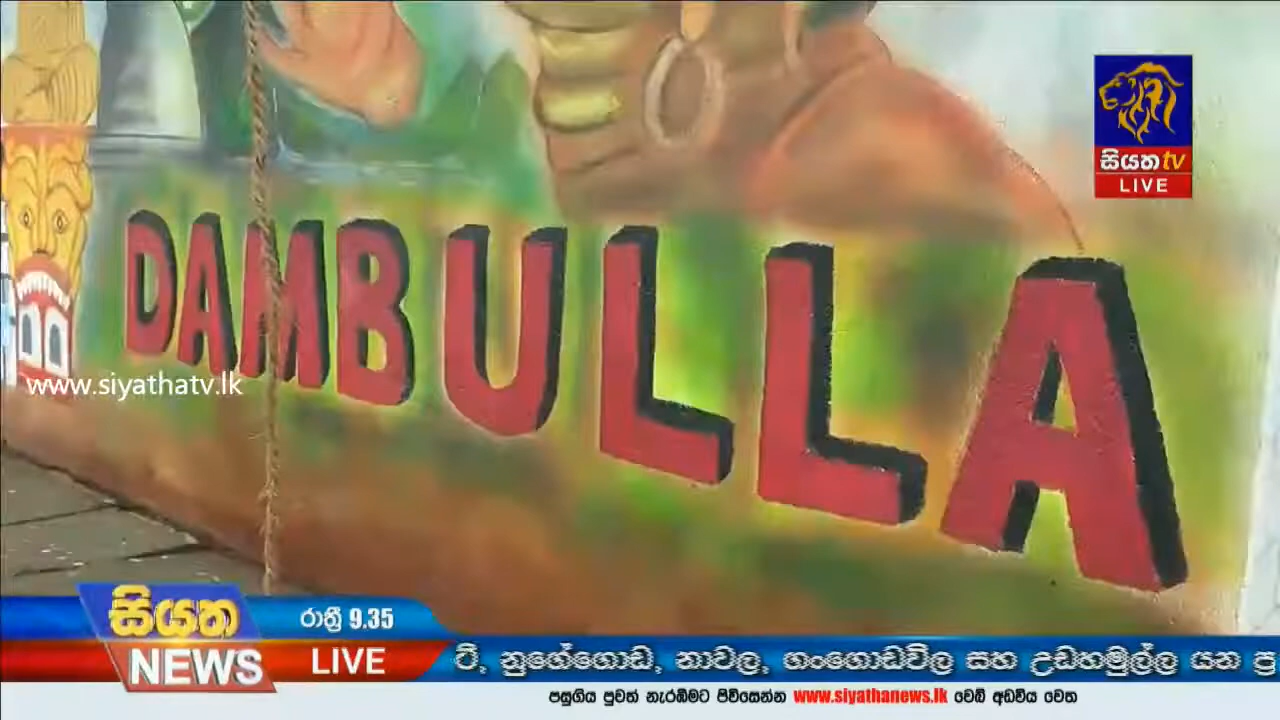 සියත tv
LIVE
DAMBULLA
www.siyathatv.lk
සියත
NEWS
රාත්‍රී 9.35
LIVE
ටි, නුගේගොඩ, නාවල, ගංගොඩවිල සහ උඩහමුල්ල යන ප්‍ර
පසුගිය පුවත් නැරඹීමට පිවිසෙන්න www.siyathanews.lk වෙබ් අඩවිය වෙත